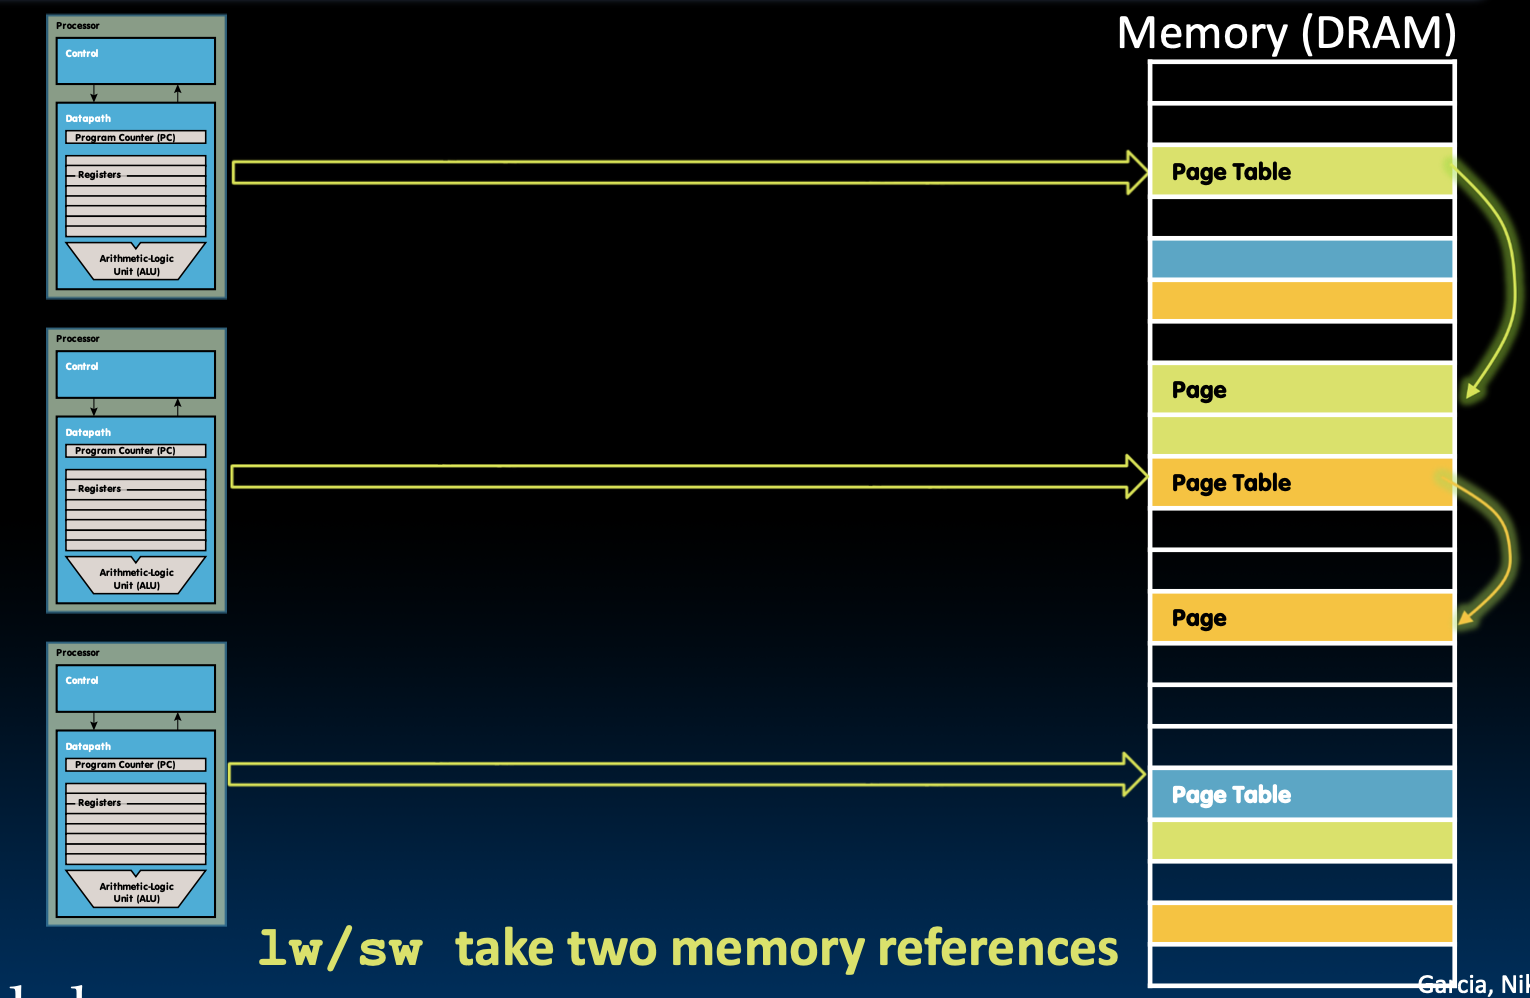 Memory (DRAM)
Processor
Control
Datapath
Program Counter (PC)
Registers
Arithmetic-Logic
Unit (ALU)
Page Table
Processor
Control
Datapath
Program Counter (PC)
Registers
Arithmetic-Logic
Unit (ALU)
Page
Page Table
Page
Processor
Control
Datapath
Program Counter (PC)
Registers
Arithmetic-Logic
Unit (ALU)
Page Table
lw/sw take two memory references
Garcia,